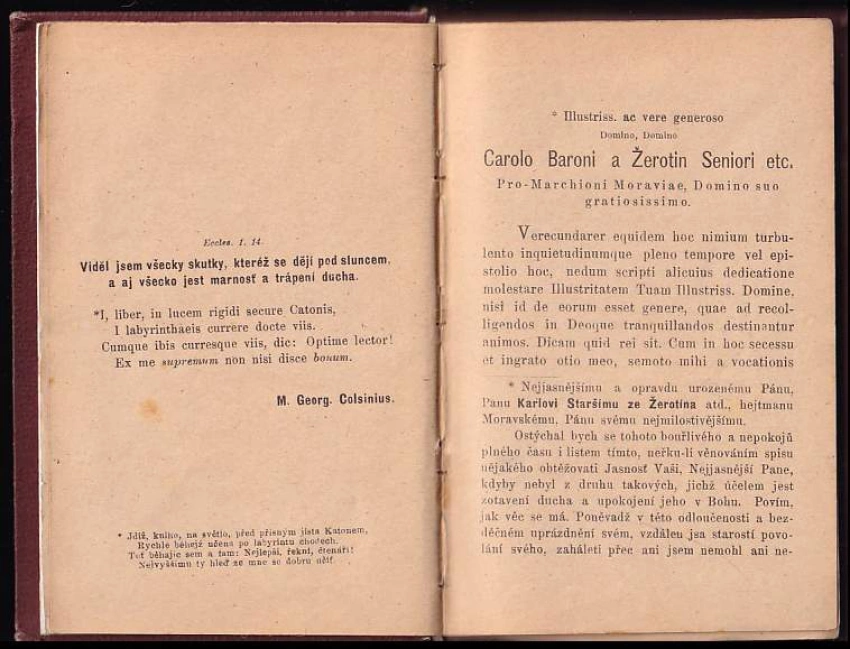 Eccles. 1. 14.
Viděl jsem všecky skutky, kteréž se dějí pod sluncem,
a aj všecko jest marnosť a trápení ducha.
*I, liber, in lucem rigidi secure Catonis,
I labyrinthaeis currere docte viis.
Cumque ibis curresque viis, dic: Optime lector!
Ex me supremum non nisi disce bonum.
M. Georg. Colsinius.
* Jdiž, kniho, na světlo, před přísným jista Katonem,
Rychle běhejž učena po labyrintu chodech.
Toť běhajíc sem a tam: Nejlepší, řekni, čtenáři!
Nejvyššímu ty hleď ze mne se dobru učiť.
* Illustriss. ac vere generoso
Domino, Domino
Carolo Baroni a Žerotin Seniori etc.
Pro-Marchioni Moraviae, Domino suo
gratiosissimo.
Verecundarer equidem hoc nimium turbu-
lento inquietudinumque pleno tempore vel epi-
stolio hoc, nedum scripti alicuius dedicatione
molestare Illustritatem Tuam Illustriss. Domine,
nisi id de eorum esset genere, quae ad recol-
ligendos in Deoque tranquillandos destinantur
animos. Dicam quid rei sit. Cum in hoc secessu
et ingrato otio meo, semoto mihi a vocationis
* Nejjasnějšímu a opravdu urozenému Pánu,
Panu Karlovi Staršímu ze Žerotína atd., hejtmanu
Moravskému, Pánu svému nejmilostivějšímu.
Ostýchal bych se tohoto bouřlivého a nepokojů
plného času i listem tímto, neřku-li věnováním spisu
nějakého obtěžovati Jasnosť Vaši, Nejjasnější Pane,
kdyby nebyl z druhu takových, jichž účelem jest
zotavení ducha a upokojení jeho v Bohu. Povím,
jak věc se má. Poněvadž v této odloučenosti a bez-
děčném uprázdnění svém, vzdálen jsa starostí povo-
lání svého, zaháleti přec ani jsem nemohl ani ne-